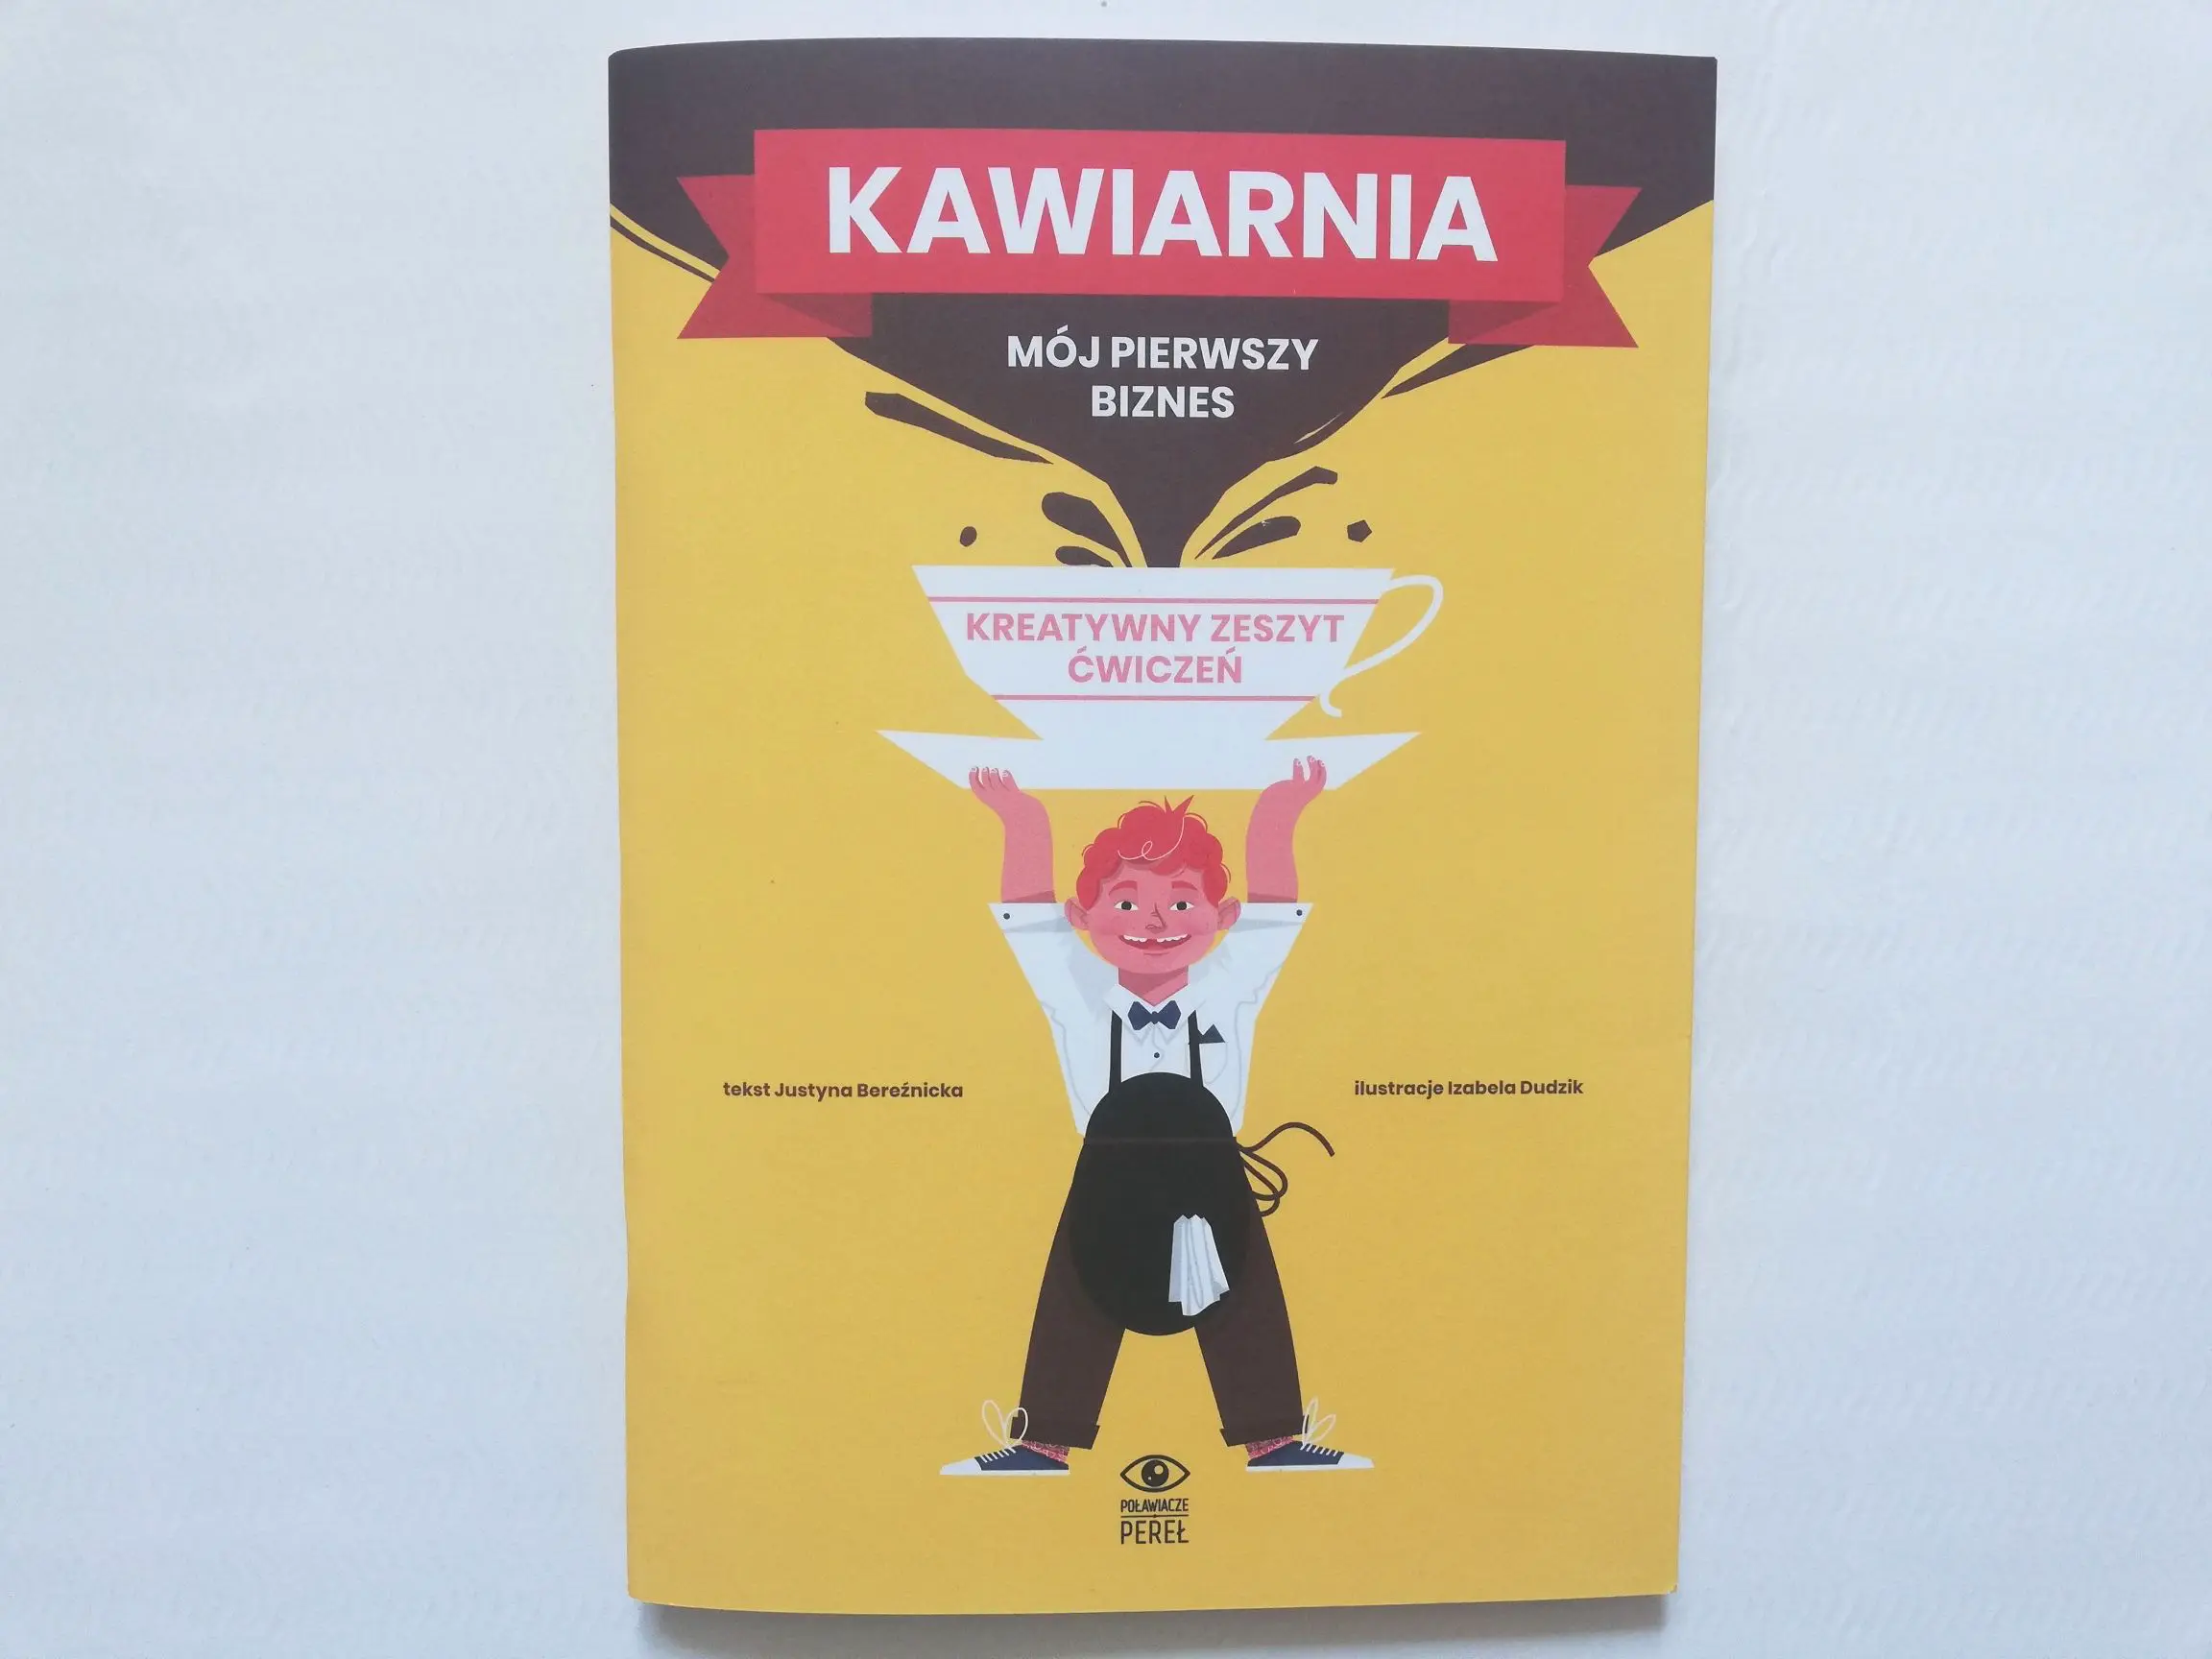 KAWIARNIA
MÓJ PIERWSZY
BIZNES
KREATYWNY ZESZYT
ĆWICZEŃ
tekst Justyna Bereźnicka
ilustracje Izabela Dudzik
POŁAWIACZE
PEREŁ